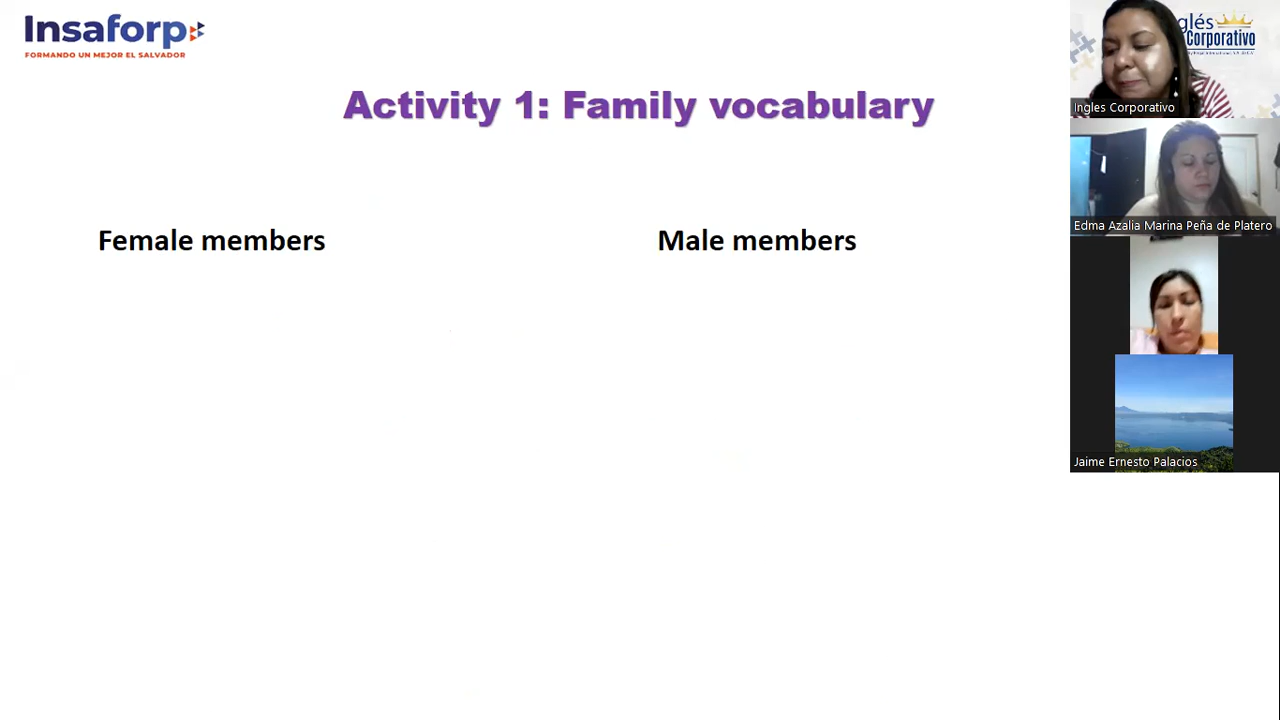 Insaforp
FORMANDO UN MEJOR EL SALVADOR
Activity 1: Family vocabulary
Female members
Male members
glés
Corporativo
Ingles Corporativo
Edma Azalia Marina Peña de Platero
Jaime Ernesto Palacios